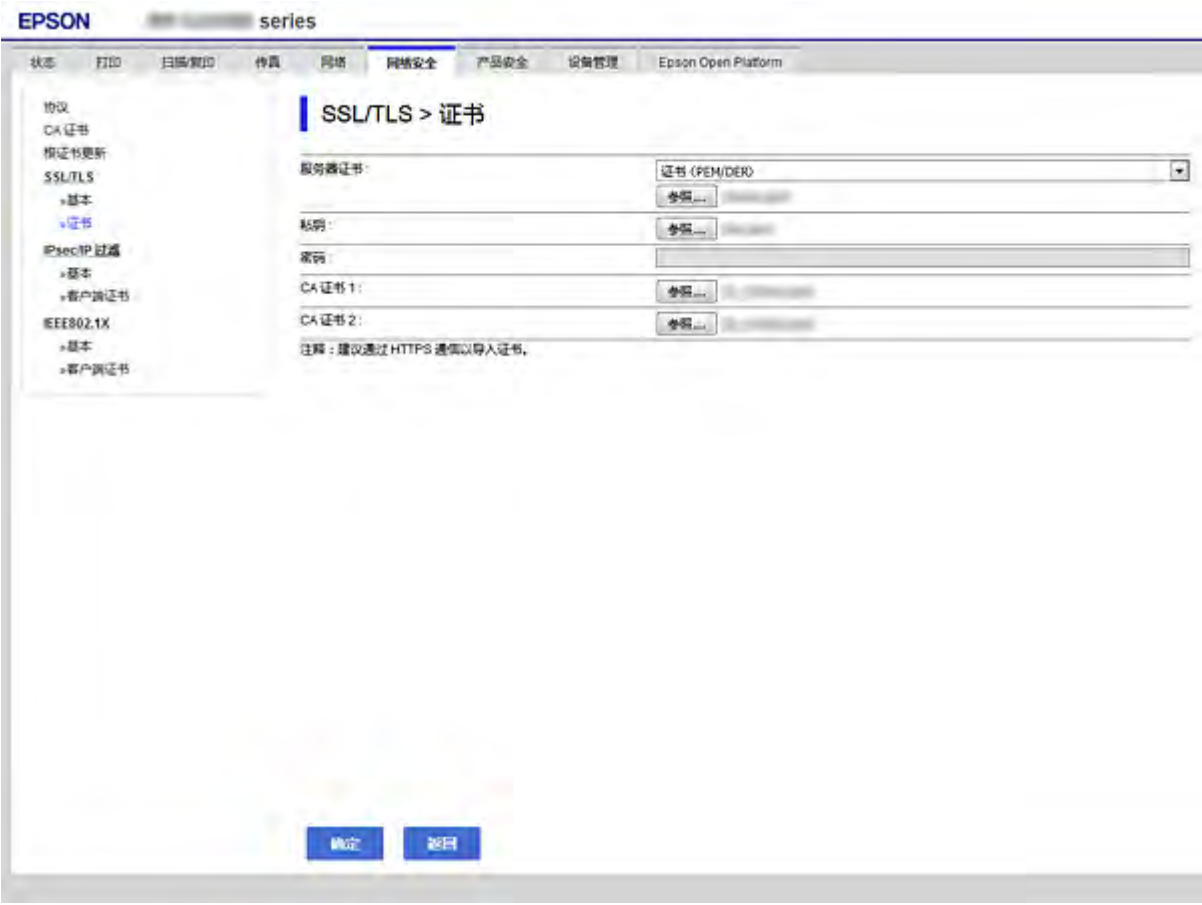 EPSON series
状态 打印 扫描/复印 传真 网络 网络安全 产品安全 设备管理 Epson Open Platform
协议
CA 证书
根证书更新
SSL/TLS
»基本
»证书
IPsec/IP 过滤
»基本
»客户端证书
IEEE802.1X
»基本
»客户端证书
SSL/TLS > 证书
服务器证书 : 证书 (PEM/DER)
参照...
私钥 : 参照...
密码 :
CA 证书 1 : 参照...
CA 证书 2 : 参照...
注释：建议通过 HTTPS 通信以导入证书。
确定 返回